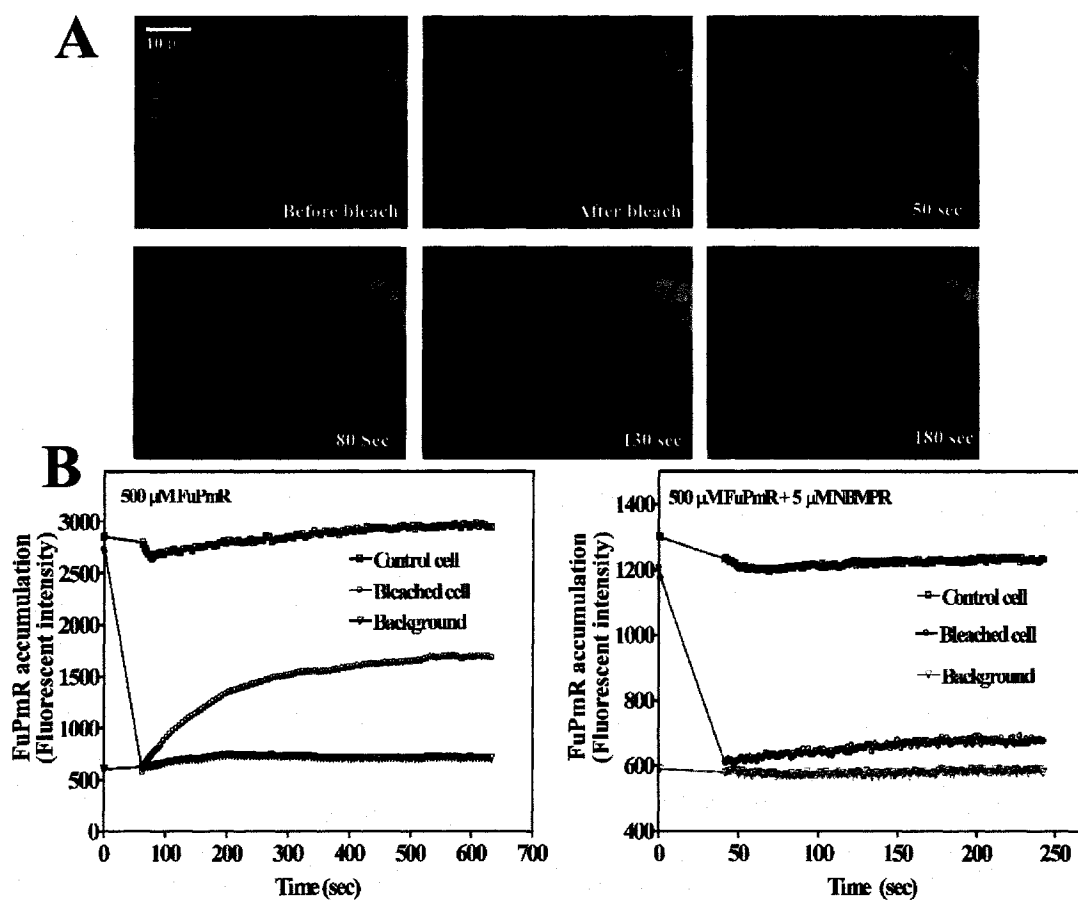 A
10 µ
Before bleach
After bleach
50 sec
80 Sec
130 sec
180 sec
B
500 µM FuPmR
FuPmR accumulation
(Fluorescent intensity)
3000
2500
2000
1500
1000
500
0
Control cell
Bleached cell
Background
0 100 200 300 400 500 600 700
Time (sec)
500 µM FuPmR + 5 µM NBMPR
FuPmR accumulation
(Fluorescent intensity)
1400
1200
1000
800
600
400
Control cell
Bleached cell
Background
0 50 100 150 200 250
Time (sec)